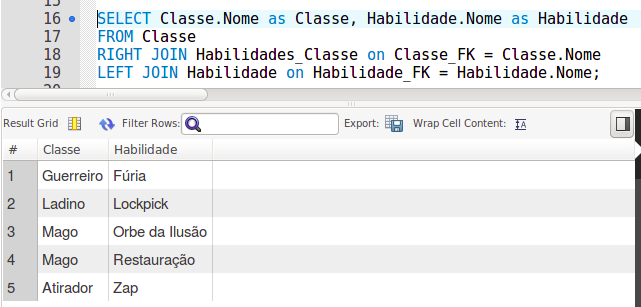 16 SELECT Classe.Nome as Classe, Habilidade.Nome as Habilidade
17 FROM Classe
18 RIGHT JOIN Habilidades_Classe on Classe_FK = Classe.Nome
19 LEFT JOIN Habilidade on Habilidade_FK = Habilidade.Nome;
Result Grid Filter Rows: Export: Wrap Cell Content:
# Classe Habilidade
1 Guerreiro Fúria
2 Ladino Lockpick
3 Mago Orbe da Ilusão
4 Mago Restauração
5 Atirador Zap